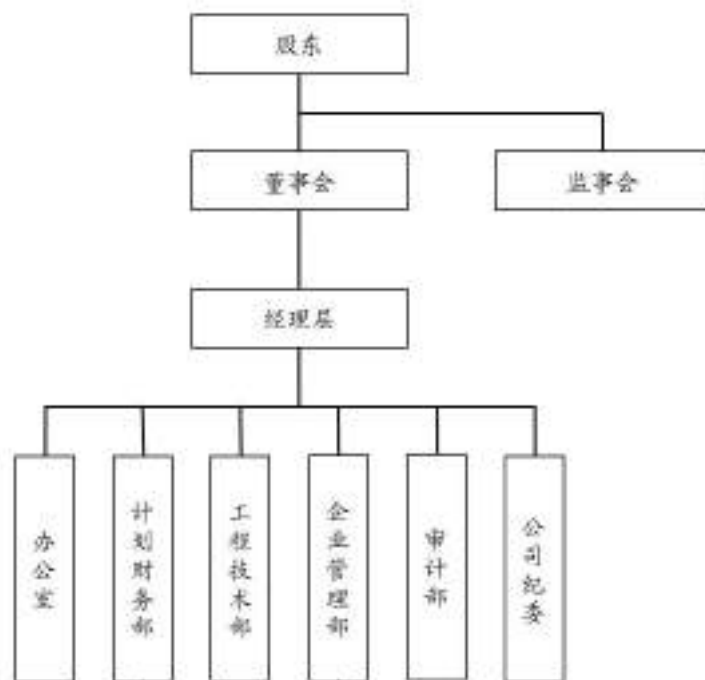 股东
董事会
监事会
经理层
办公室
计划财务部
工程技术部
企业管理部
审计部
公司纪委